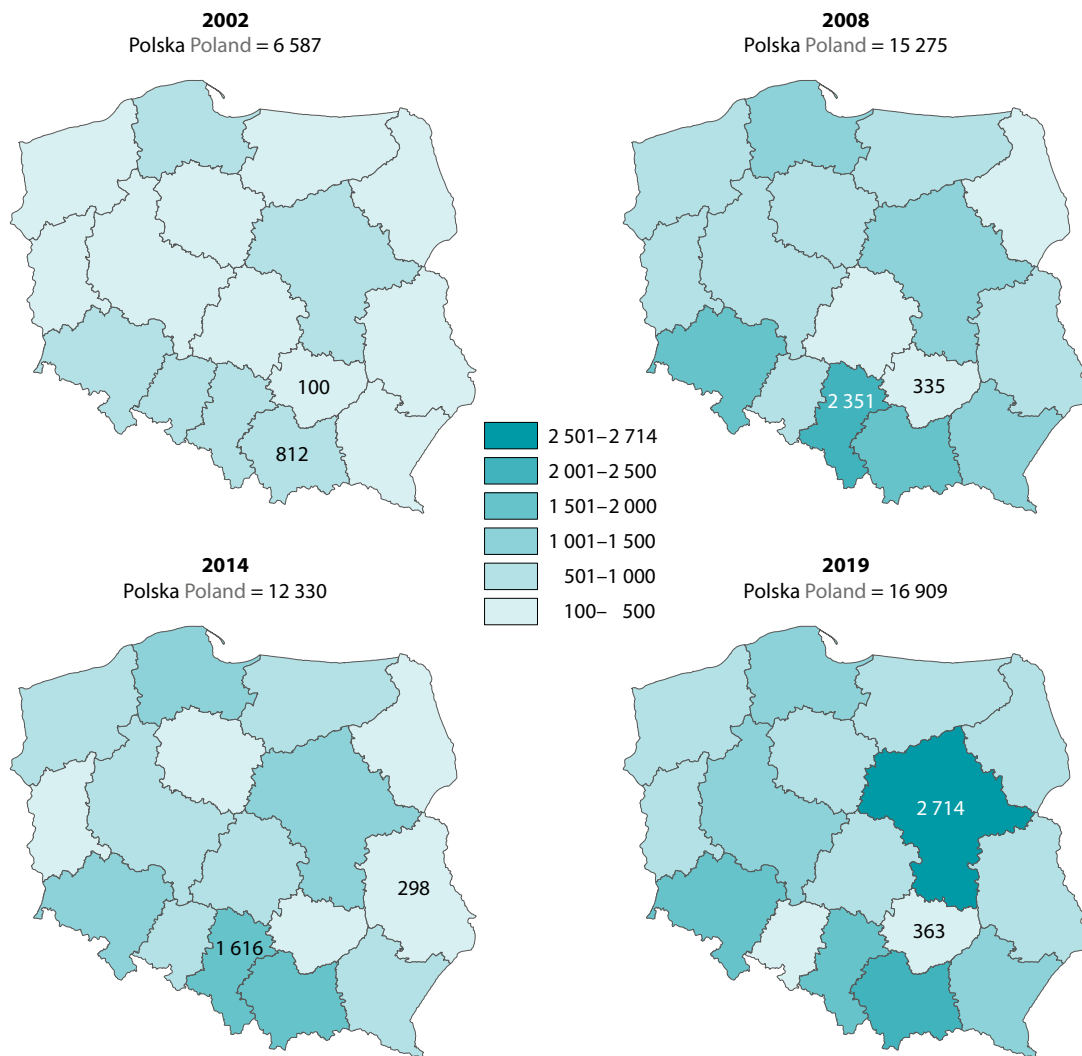 2002
Polska Poland = 6 587
2008
Polska Poland = 15 275
100
812
2 351
335
2 501–2 714
2 001–2 500
1 501–2 000
1 001–1 500
501–1 000
100– 500
2014
Polska Poland = 12 330
2019
Polska Poland = 16 909
298
1 616
2 714
363